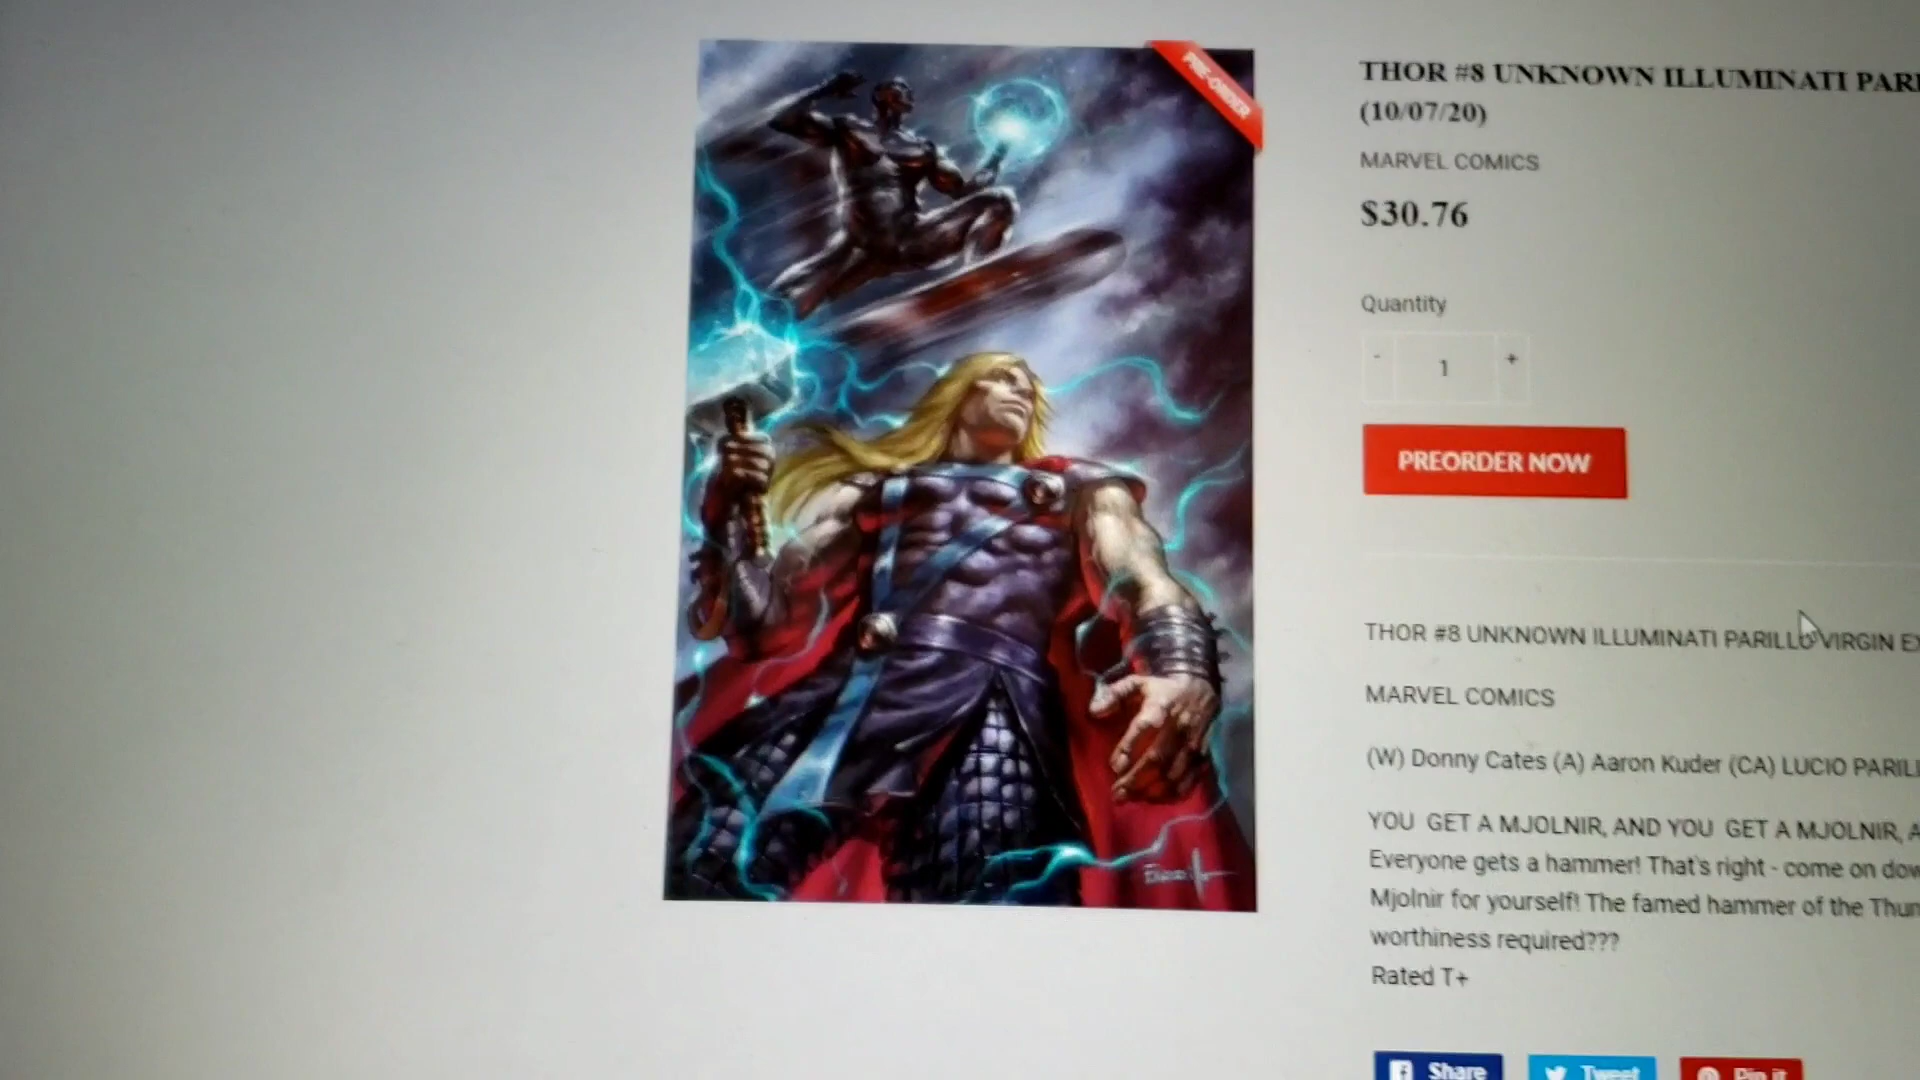 PRE-ORDER
THOR #8 UNKNOWN ILLUMINATI
(10/07/20)
MARVEL COMICS
$30.76
Quantity
- 1 +
PREORDER NOW
THOR #8 UNKNOWN ILLUMINATI PARILLO VIRGIN
MARVEL COMICS
(W) Donny Cates (A) Aaron Kuder (CA) LUCIO
YOU GET A MJOLNIR, AND YOU GET A MJOLNIR,
Everyone gets a hammer! That's right - come on
Mjolnir for yourself! The famed hammer of the
worthiness required???
Rated T+
Parillo
Share
Tweet
Pin it